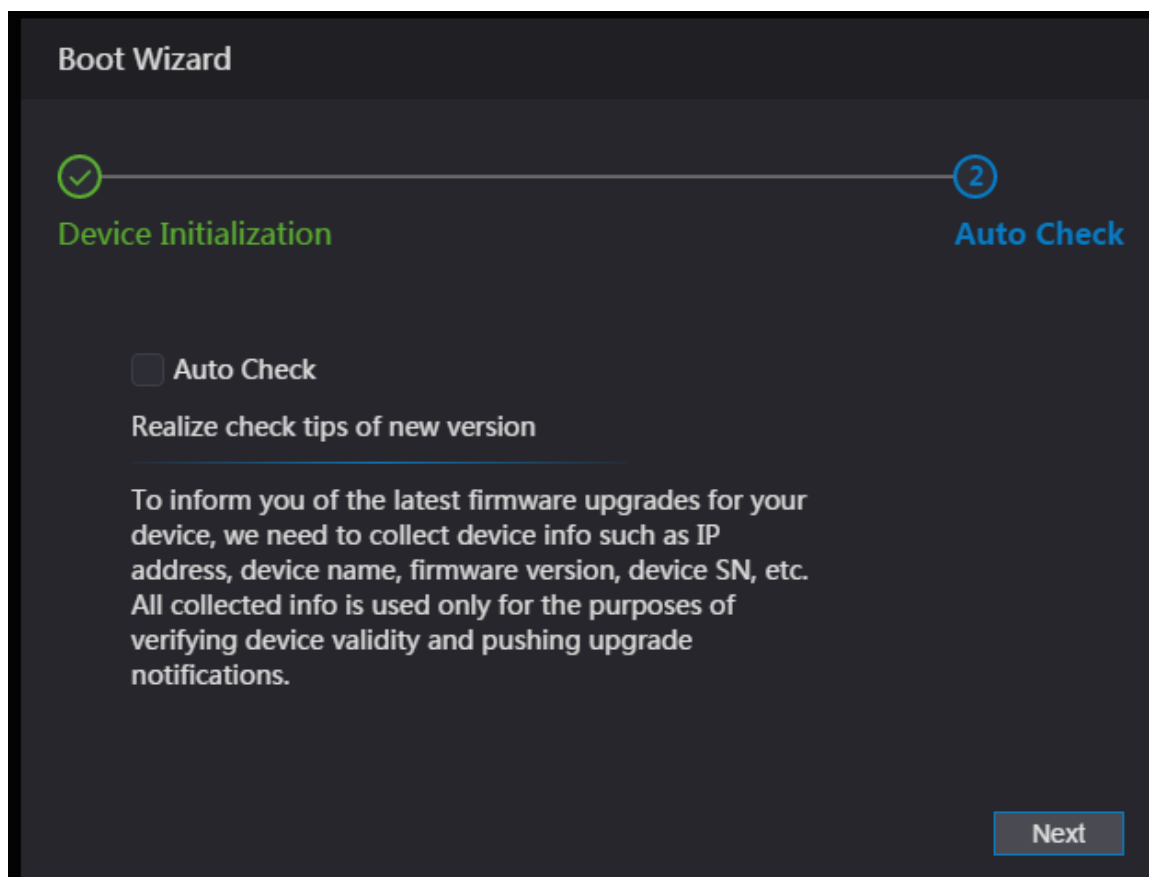 Boot Wizard
2
Device Initialization
Auto Check
Auto Check
Realize check tips of new version
To inform you of the latest firmware upgrades for your
device, we need to collect device info such as IP
address, device name, firmware version, device SN, etc.
All collected info is used only for the purposes of
verifying device validity and pushing upgrade
notifications.
Next